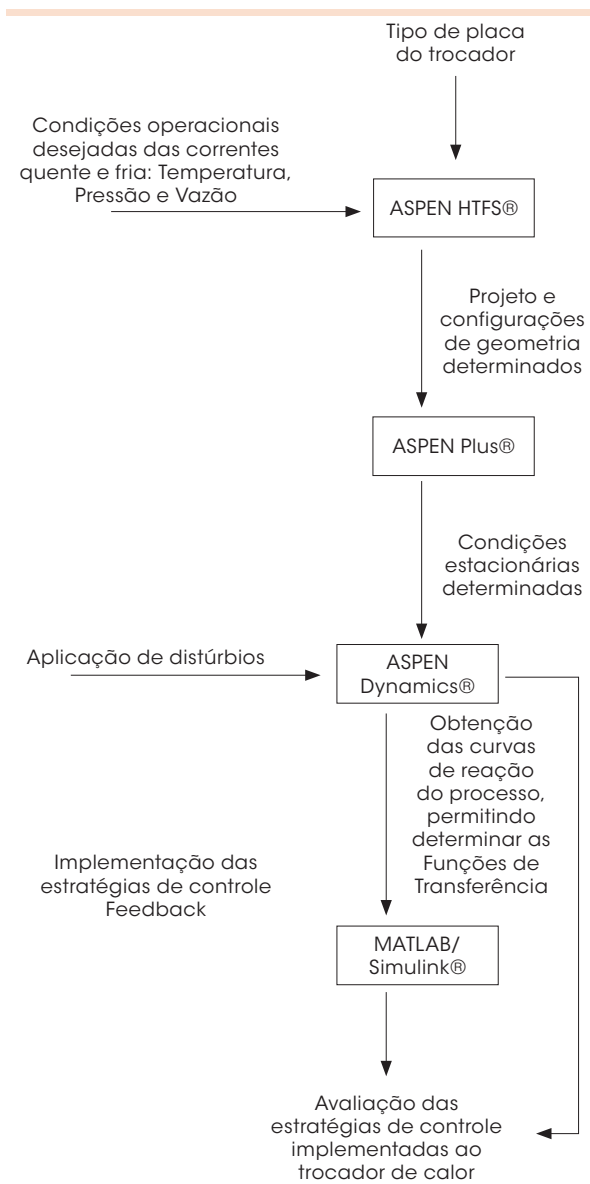 Tipo de placa
do trocador
Condições operacionais
desejadas das correntes
quente e fria: Temperatura,
Pressão e Vazão
ASPEN HTFS®
Projeto e
configurações
de geometria
determinados
ASPEN Plus®
Condições
estacionárias
determinadas
Aplicação de distúrbios
ASPEN
Dynamics®
Obtenção
das curvas
de reação
do processo,
permitindo
determinar as
Funções de
Transferência
Implementação das
estratégias de controle
Feedback
MATLAB/
Simulink®
Avaliação das
estratégias de controle
implementadas ao
trocador de calor